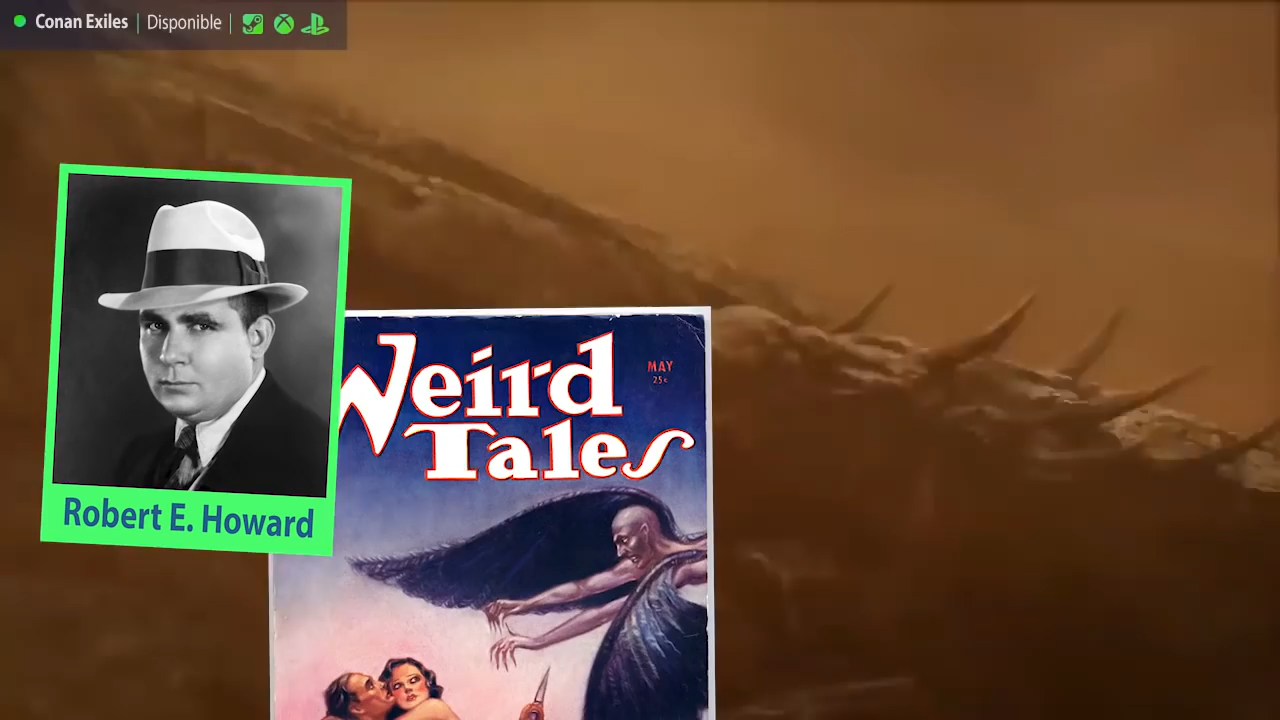 Conan Exiles | Disponible |
Robert E. Howard
Weird
Tales
MAY
25¢